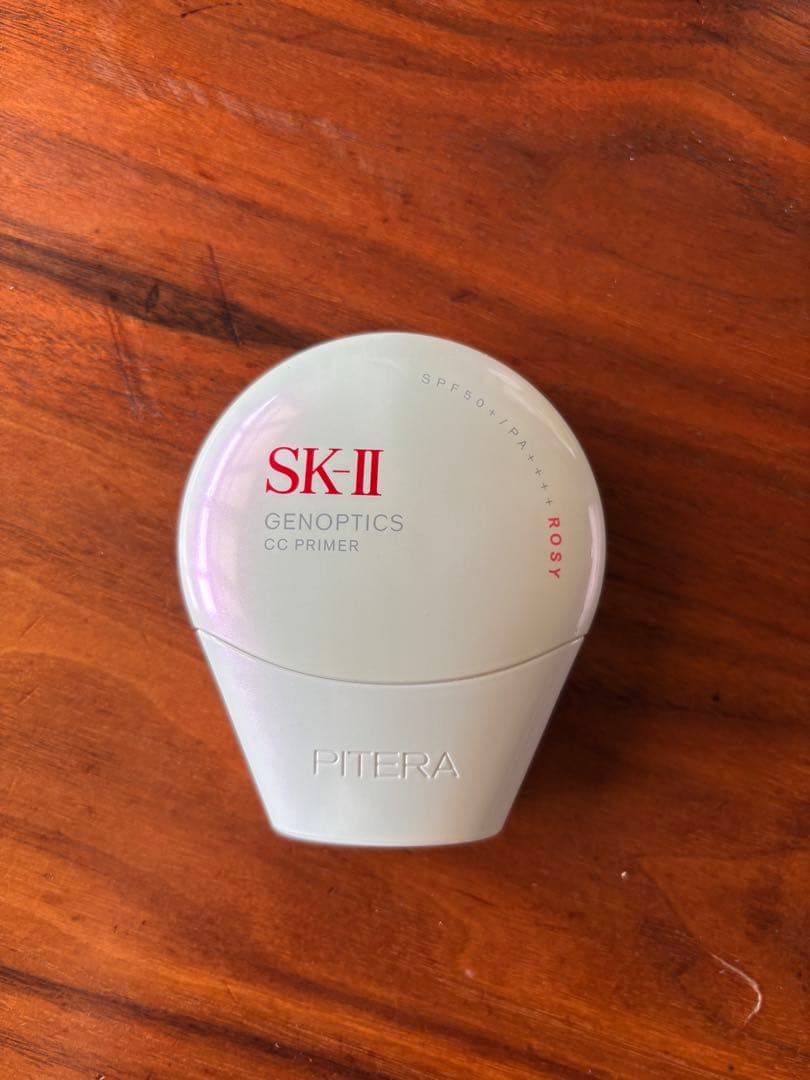 SPF50+/PA++++ ROSY
SK-II
GENOPTICS
CC PRIMER
PITERA